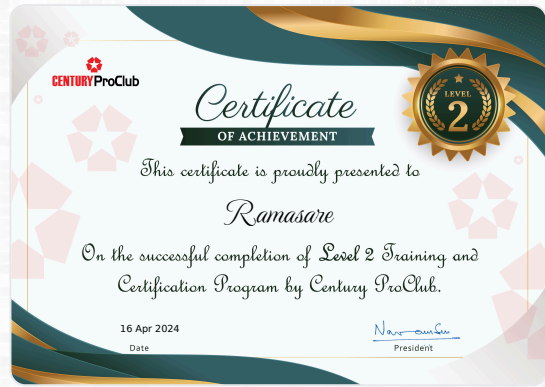 CENTURY ProClub
LEVEL
2
Certificate
OF ACHIEVEMENT
This certificate is proudly presented to
Ramasare
On the successful completion of Level 2 Training and
Certification Program by Century ProClub.
16 Apr 2024
Date
President